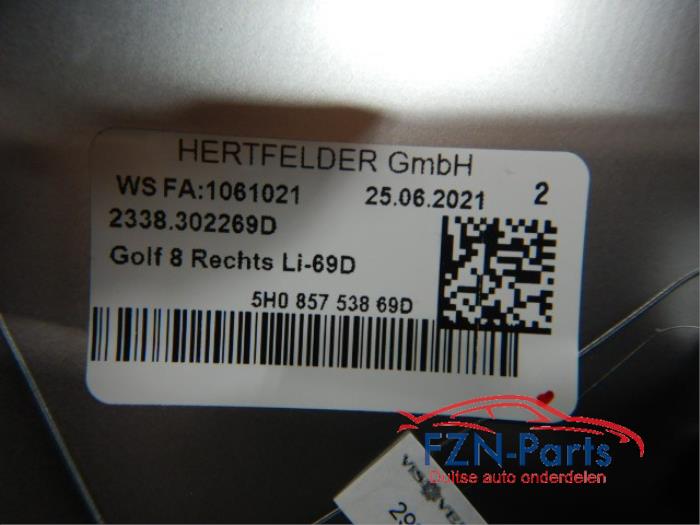 HERTFELDER GmbH
WS FA:1061021 25.06.2021 2
2338.302269D
Golf 8 Rechts Li-69D
5H0 857 538 69D
FZN-Parts
Duitse auto onderdelen